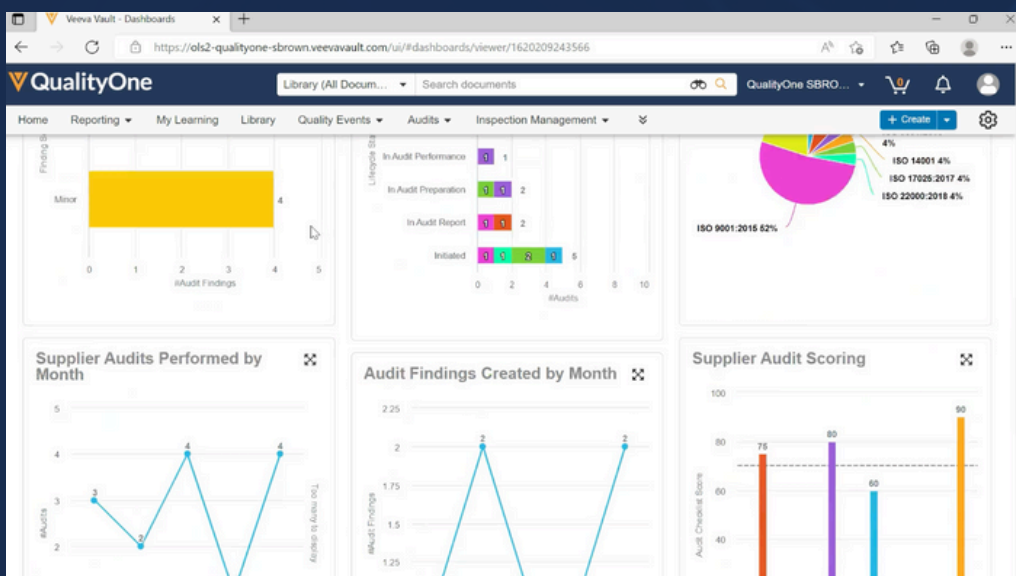 Veeva Vault - Dashboards
https://ols2-qualityone-sbrown.veevavault.com/ui/#dashboards/viewer/1620209243566
QualityOne
Library (All Docum...
Search documents
QualityOne SBRO...
0
Home
Reporting
My Learning
Library
Quality Events
Audits
Inspection Management
+ Create
Minor
4
0 1 2 3 4 5
#Audit Findings
In Audit Performance 1 1
In Audit Preparation 1 1 2
In Audit Report 1 1 2
Initiated 1 1 2 1 5
0 2 4 6 8 10
#Audits
4%
ISO 14001 4%
ISO 17025:2017 4%
ISO 22000:2018 4%
ISO 9001:2015 52%
Supplier Audits Performed by
Month
5
4
3
2
#Audits
3
2
4
4
Too many to display
Audit Findings Created by Month
2.25
2
1.75
1.5
1.25
#Audit Findings
2
2
Supplier Audit Scoring
100
80
60
40
Audit Checklist Score
75
80
60
90